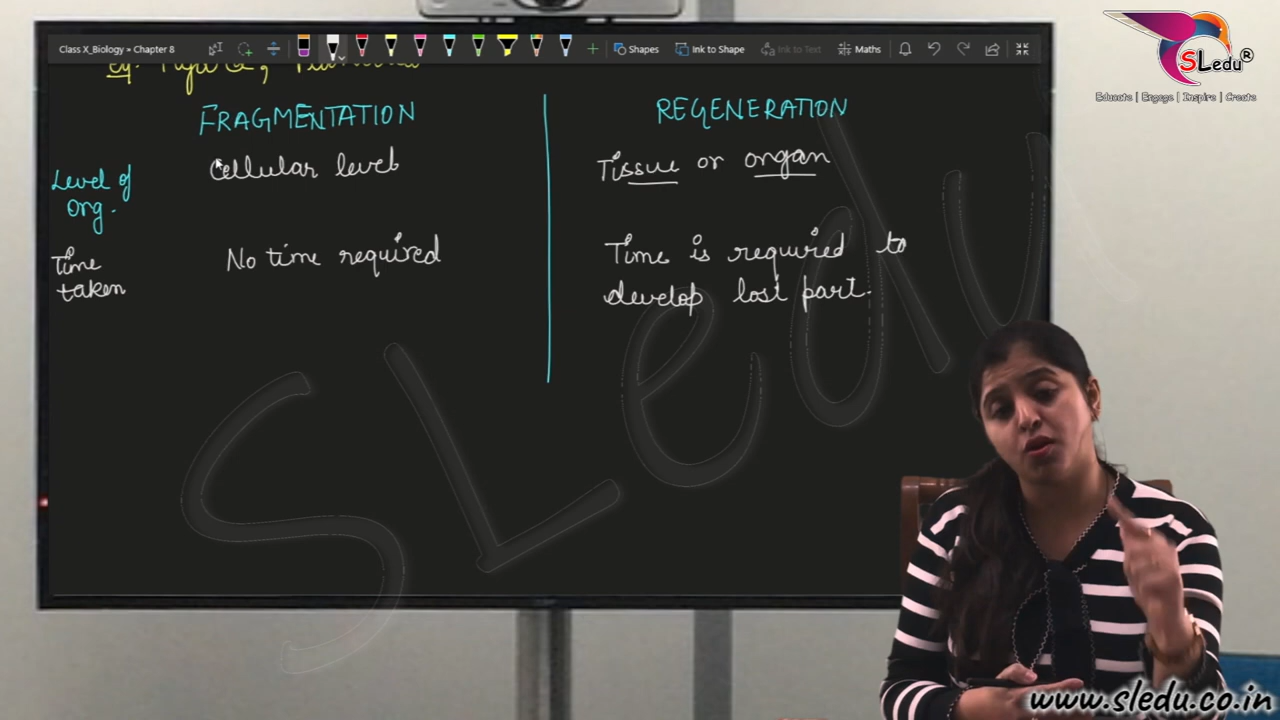 Class X_Biology » Chapter 8
Shapes
Ink to Shape
Ink to Text
Maths
SLedu®
Educate | Engage | Inspire | Create
eg-
FRAGMENTATION
REGENERATION
Level of
Org.
Cellular level
Tissue or organ
Time
taken
No time required
Time is required to
develop lost part.
SLedu
www.sledu.co.in